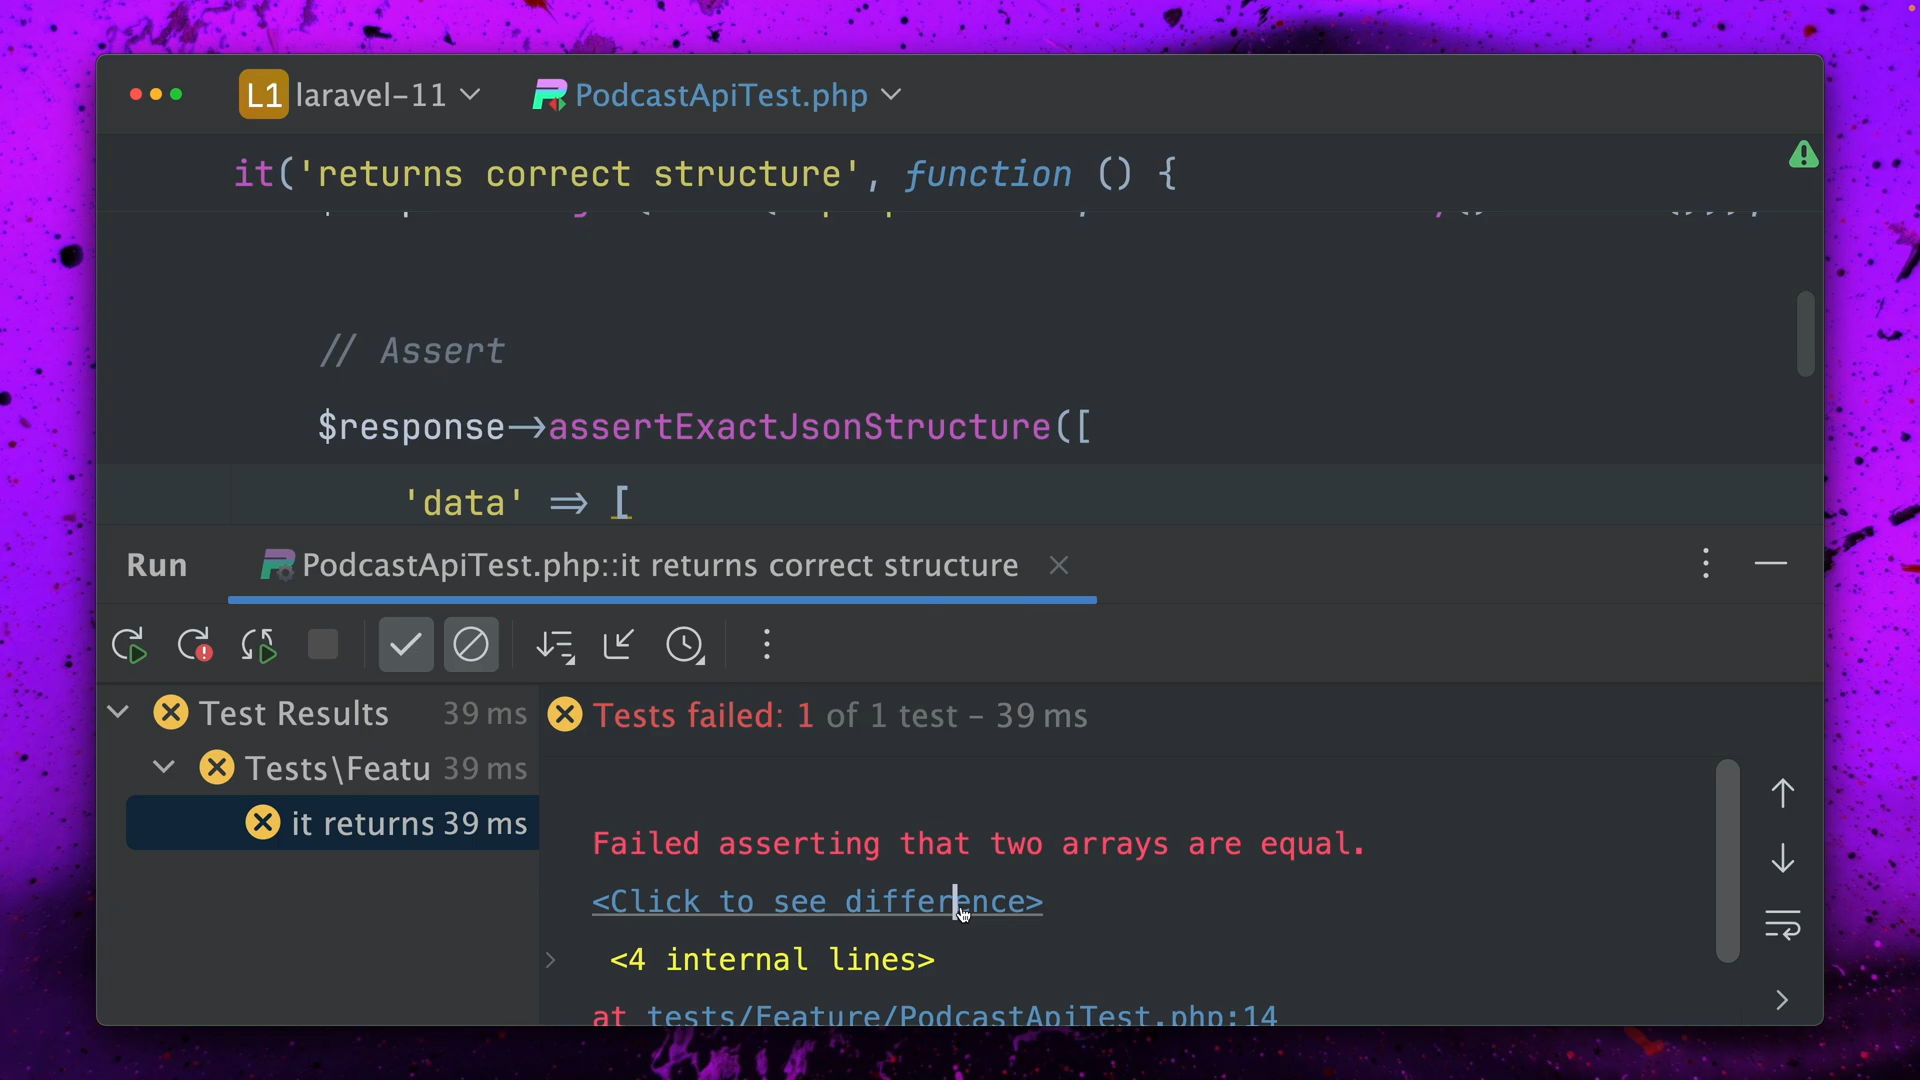 L1 laravel-11 PodcastApiTest.php
it('returns correct structure', function () {
// Assert
$response→assertExactJsonStructure([
'data' ⇒ [
Run PodcastApiTest.php::it returns correct structure
Test Results 39 ms
Tests\Featu 39 ms
it returns 39 ms
Tests failed: 1 of 1 test – 39 ms
Failed asserting that two arrays are equal.
<Click to see difference>
<4 internal lines>
at tests/Feature/PodcastApiTest.php:14